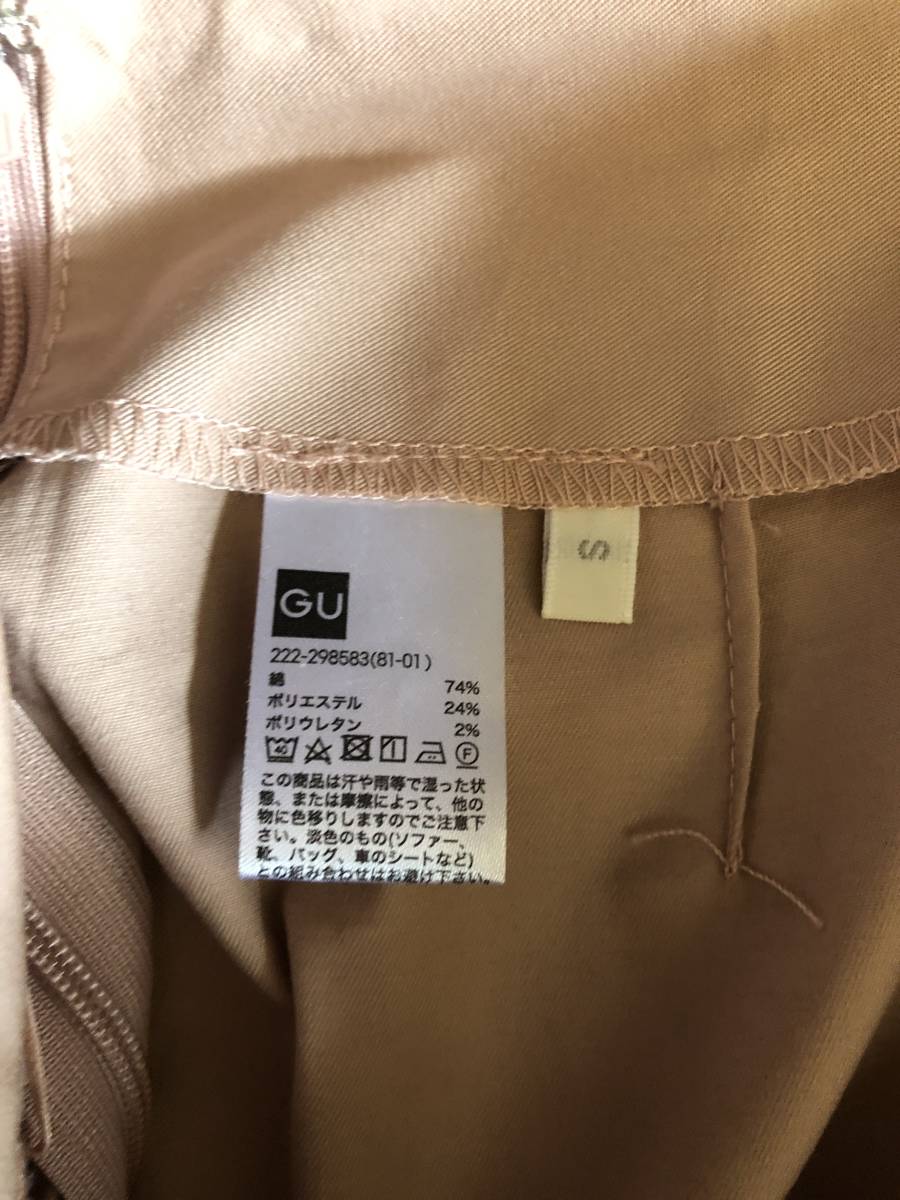 GU
222-298583(81-01)
綿 74%
ポリエステル 24%
ポリウレタン 2%
40 F
この商品は汗や雨等で湿った状
態、または摩擦によって、他の
物に色移りしますのでご注意下
さい。淡色のもの(ソファー、
靴、バッグ、車のシートなど)
との組み合わせはお避け下さい。
S